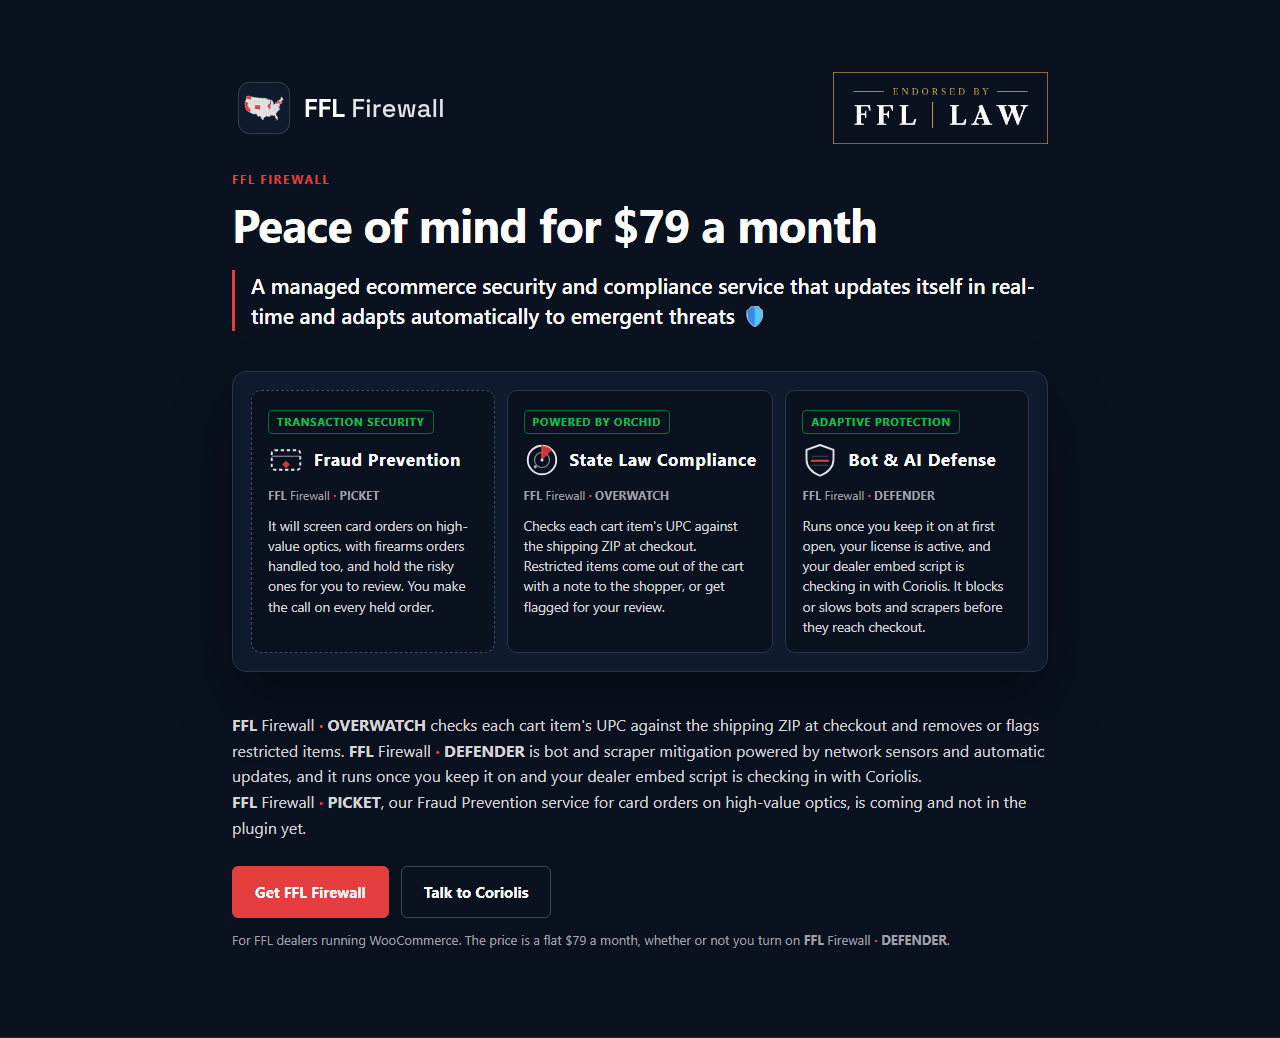 FFL Firewall
ENDORSED BY
FFL | LAW
FFL FIREWALL
Peace of mind for $79 a month
A managed ecommerce security and compliance service that updates itself in real-
time and adapts automatically to emergent threats
TRANSACTION SECURITY
Fraud Prevention
FFL Firewall · PICKET
It will screen card orders on high-
value optics, with firearms orders
handled too, and hold the risky
ones for you to review. You make
the call on every held order.
POWERED BY ORCHID
State Law Compliance
FFL Firewall · OVERWATCH
Checks each cart item's UPC against
the shipping ZIP at checkout.
Restricted items come out of the cart
with a note to the shopper, or get
flagged for your review.
ADAPTIVE PROTECTION
Bot & AI Defense
FFL Firewall · DEFENDER
Runs once you keep it on at first
open, your license is active, and
your dealer embed script is
checking in with Coriolis. It blocks
or slows bots and scrapers before
they reach checkout.
FFL Firewall · OVERWATCH checks each cart item's UPC against the shipping ZIP at checkout and removes or flags
restricted items. FFL Firewall · DEFENDER is bot and scraper mitigation powered by network sensors and automatic
updates, and it runs once you keep it on and your dealer embed script is checking in with Coriolis.
FFL Firewall · PICKET, our Fraud Prevention service for card orders on high-value optics, is coming and not in the
plugin yet.
Get FFL Firewall
Talk to Coriolis
For FFL dealers running WooCommerce. The price is a flat $79 a month, whether or not you turn on FFL Firewall · DEFENDER.